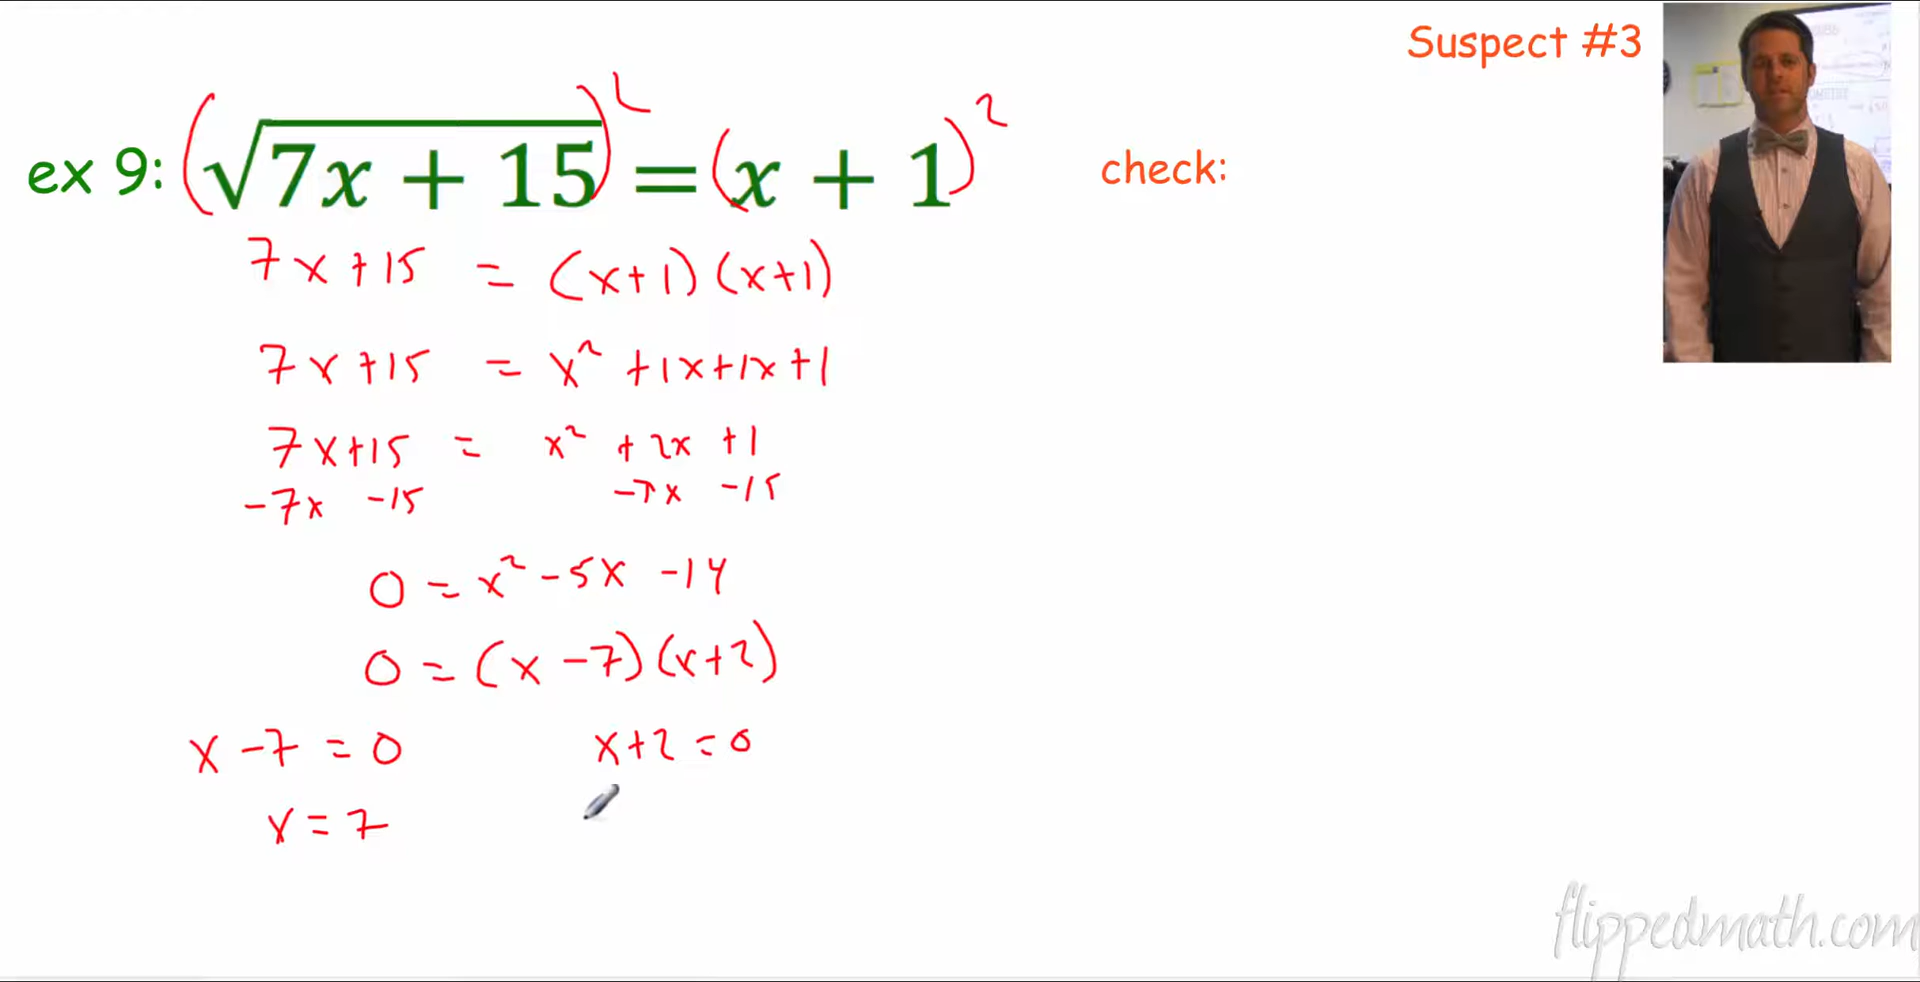 Suspect #3
ex 9: (√7x + 15)² = (x + 1)²
check:
7x +15 = (x+1)(x+1)
7x +15 = x² +1x+1x+1
7x+15 = x² +2x +1
-7x -15 -7x -15
0 = x² -5x -14
0 = (x -7)(x+2)
x -7 = 0 x+2 = 0
x = 7
flippedmath.com